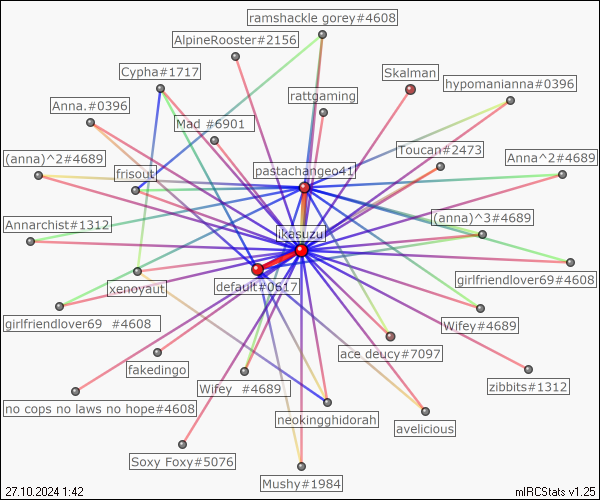 ramshackle gorey#4608
AlpineRooster#2156
Cypha#1717
Skalman
hypomanianna#0396
rattgaming
Anna.#0396
Mad #6901
Toucan#2473
(anna)^2#4689
Anna^2#4689
frisout
pastachangeo41
(anna)^3#4689
Annarchist#1312
ikasuzu
girlfriendlover69#4608
xenoyaut
default#0617
girlfriendlover69 #4608
Wifey#4689
ace deucy#7097
fakedingo
zibbits#1312
Wifey #4689
no cops no laws no hope#4608
neokingghidorah
avelicious
Soxy Foxy#5076
Mushy#1984
27.10.2024 1:42
mIRCStats v1.25